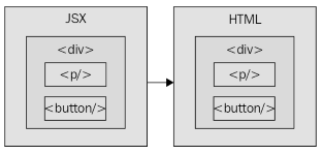 JSX
<div>
<p/>
<button/>
HTML
<div>
<p/>
<button/>